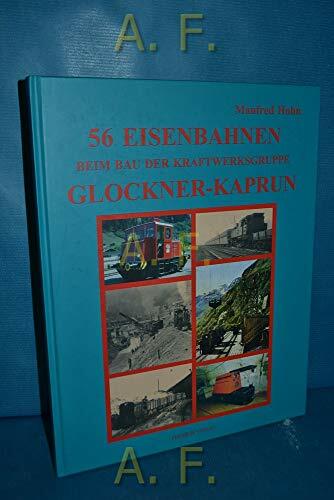 A. F.
Manfred Hohn
56 EISENBAHNEN
BEIM BAU DER KRAFTWERKSGRUPPE
GLOCKNER-KAPRUN
A. F.
A. F.